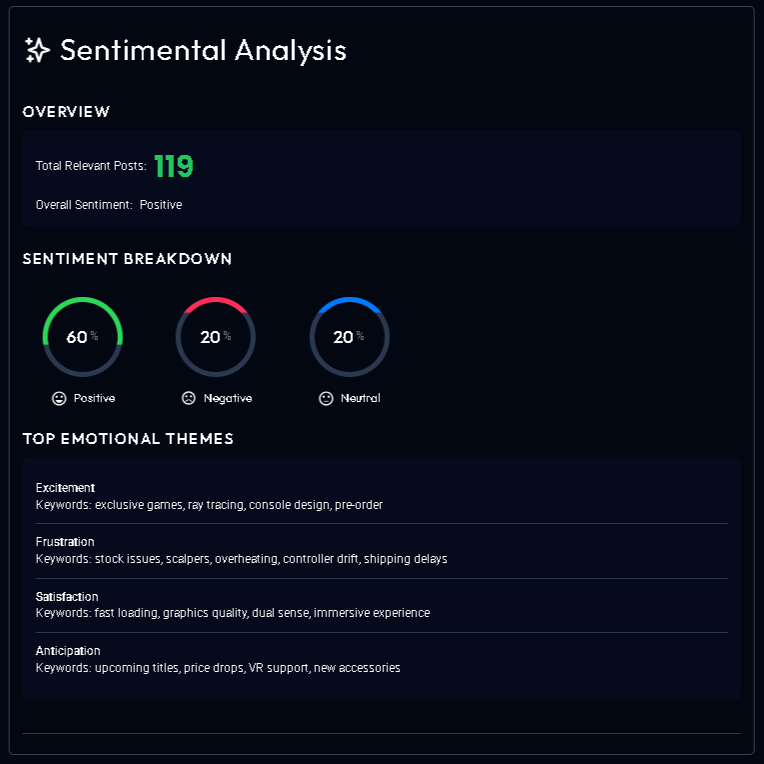 Sentimental Analysis
OVERVIEW
Total Relevant Posts: 119
Overall Sentiment: Positive
SENTIMENT BREAKDOWN
60 % 20 % 20 %
Positive Negative Neutral
TOP EMOTIONAL THEMES
Excitement
Keywords: exclusive games, ray tracing, console design, pre-order
Frustration
Keywords: stock issues, scalpers, overheating, controller drift, shipping delays
Satisfaction
Keywords: fast loading, graphics quality, dual sense, immersive experience
Anticipation
Keywords: upcoming titles, price drops, VR support, new accessories